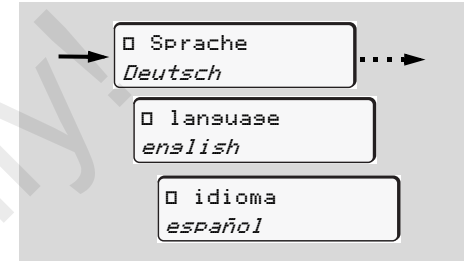 □ Sprache
Deutsch
□ language
english
□ idioma
español